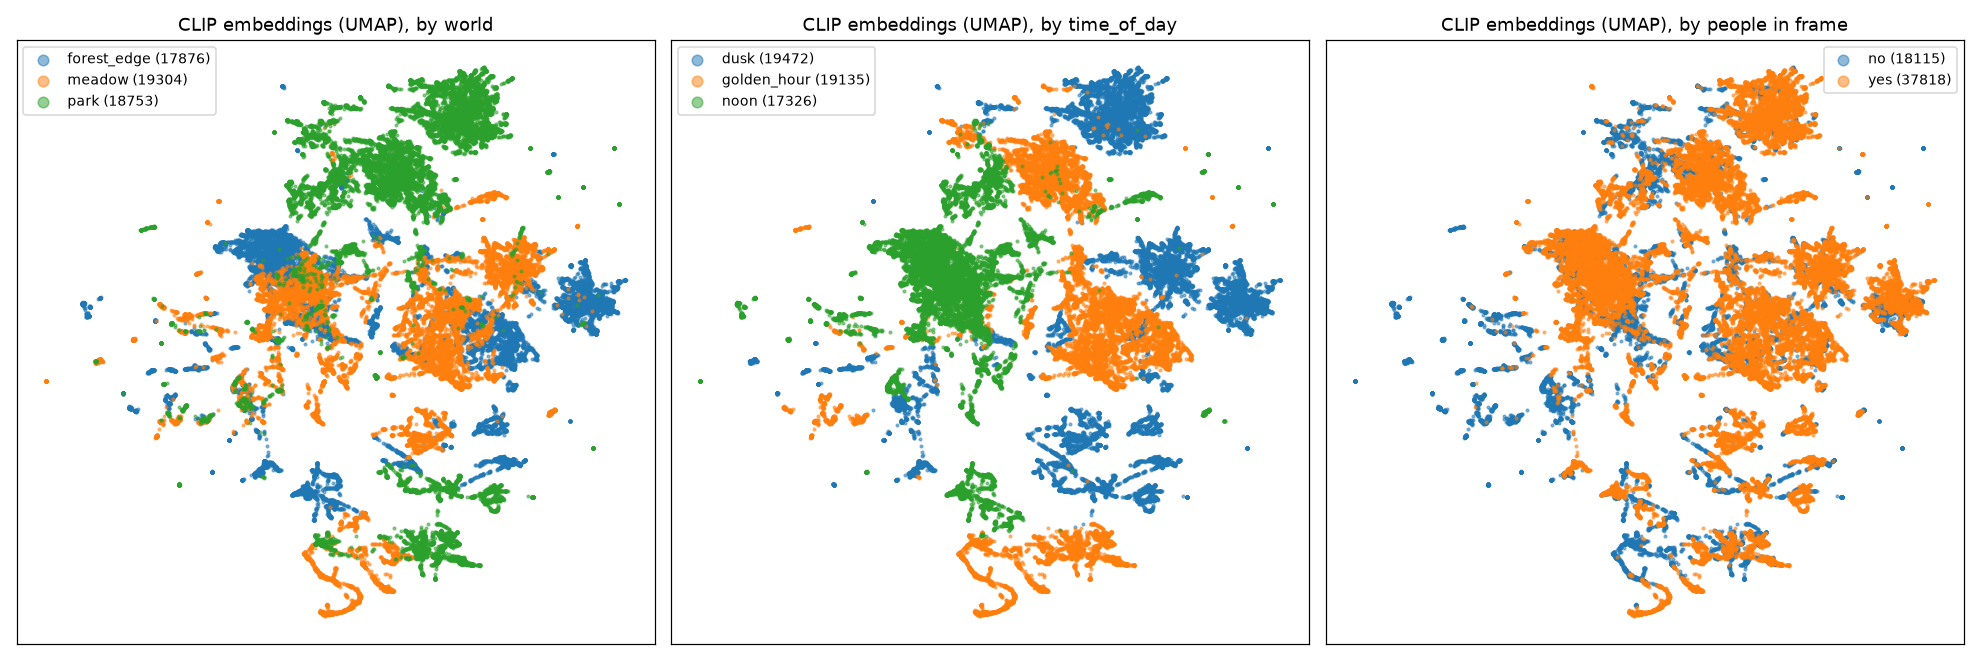 CLIP embeddings (UMAP), by world
forest_edge (17876)
meadow (19304)
park (18753)
CLIP embeddings (UMAP), by time_of_day
dusk (19472)
golden_hour (19135)
noon (17326)
CLIP embeddings (UMAP), by people in frame
no (18115)
yes (37818)